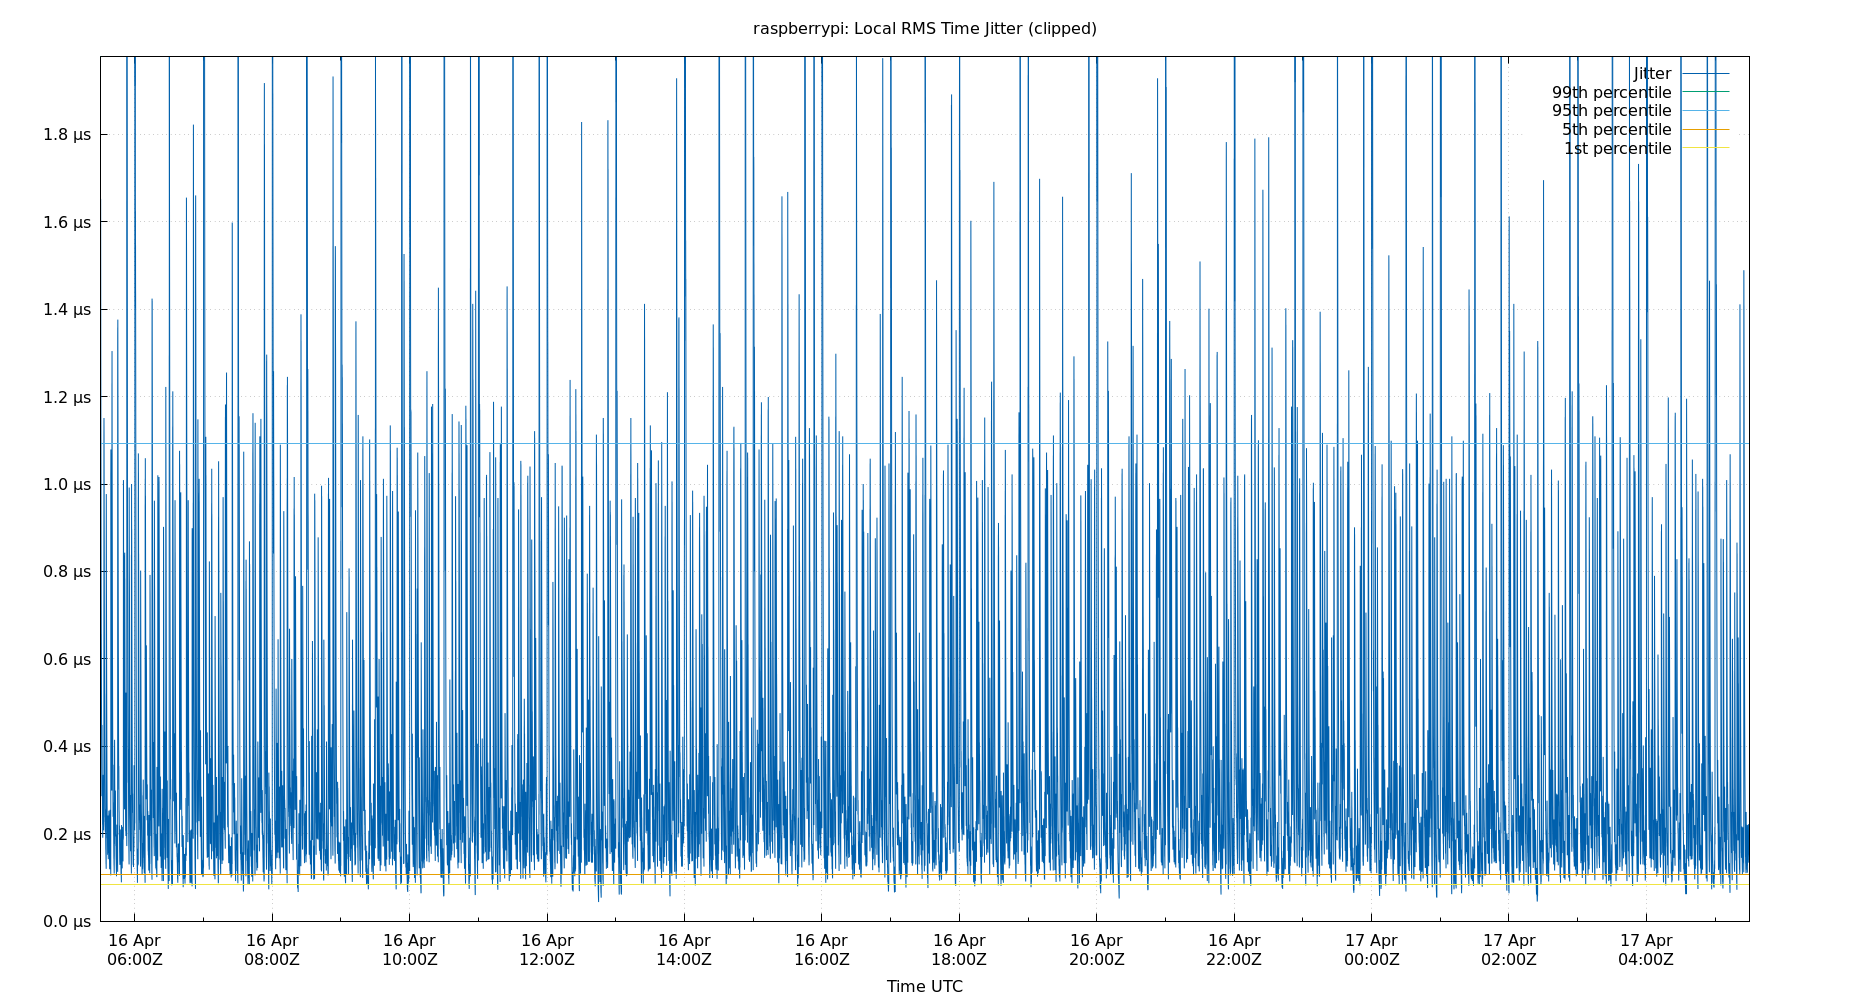 raspberrypi: Local RMS Time Jitter (clipped)
Jitter
99th percentile
95th percentile
5th percentile
1st percentile
1.8 µs
1.6 µs
1.4 µs
1.2 µs
1.0 µs
0.8 µs
0.6 µs
0.4 µs
0.2 µs
0.0 µs
16 Apr 16 Apr 16 Apr 16 Apr 16 Apr 16 Apr 16 Apr 16 Apr 16 Apr 17 Apr 17 Apr 17 Apr
06:00Z 08:00Z 10:00Z 12:00Z 14:00Z 16:00Z 18:00Z 20:00Z 22:00Z 00:00Z 02:00Z 04:00Z
Time UTC